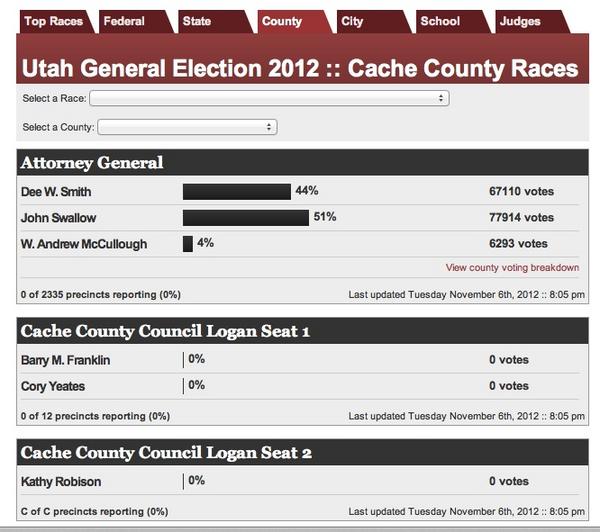 Top Races Federal State County City School Judges
Utah General Election 2012 :: Cache County Races
Select a Race:
Select a County:
Attorney General
Dee W. Smith 44% 67110 votes
John Swallow 51% 77914 votes
W. Andrew McCullough 4% 6293 votes
View county voting breakdown
0 of 2335 precincts reporting (0%) Last updated Tuesday November 6th, 2012 :: 8:05 pm
Cache County Council Logan Seat 1
Barry M. Franklin 0% 0 votes
Cory Yeates 0% 0 votes
0 of 12 precincts reporting (0%) Last updated Tuesday November 6th, 2012 :: 8:05 pm
Cache County Council Logan Seat 2
Kathy Robison 0% 0 votes
C of C precincts reporting (0%) Last updated Tuesday November 6th, 2012 :: 8:05 pm